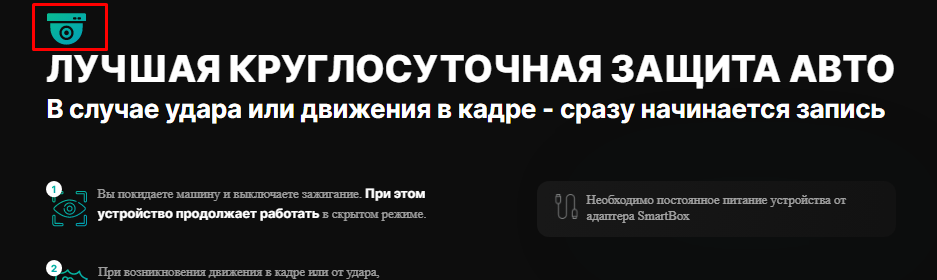 ЛУЧШАЯ КРУГЛОСУТОЧНАЯ ЗАЩИТА АВТО
В случае удара или движения в кадре - сразу начинается запись
1
Вы покидаете машину и выключаете зажигание. При этом
устройство продолжает работать в скрытом режиме.
Необходимо постоянное питание устройства от
адаптера SmartBox
2
При возникновения движения в кадре или от удара,